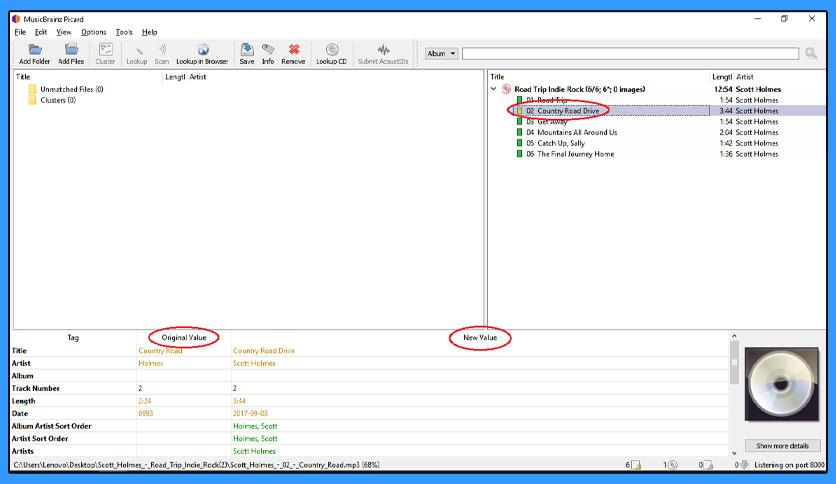 MusicBrainz Picard
File Edit View Options Tools Help
Add Folder Add Files Cluster Lookup Scan Lookup in Browser Save Info Remove Lookup CD Submit AcoustIDs Album
Title Lengtl Artist
Unmatched Files (0)
Clusters (0)
Title Lengtl Artist
Road Trip Indie Rock (6/6; 6*; 0 images) 12:54 Scott Holmes
01 Road Trip 1:54 Scott Holmes
02 Country Road Drive 3:44 Scott Holmes
03 Get Away 1:54 Scott Holmes
04 Mountains All Around Us 2:04 Scott Holmes
05 Catch Up, Sally 1:42 Scott Holmes
06 The Final Journey Home 1:36 Scott Holmes
Tag Original Value New Value
Title Country Road Country Road Drive
Artist Holmes Scott Holmes
Album
Track Number 2 2
Length 2:24 3:44
Date 0993 2017-09-03
Album Artist Sort Order Holmes, Scott
Artist Sort Order Holmes, Scott
Artists Scott Holmes
Show more details
C:\Users\Lenovo\Desktop\Scott_Holmes_-_Road_Trip_Indie_Rock(2)\Scott_Holmes_-_02_-_Country_Road.mp3 (68%) 6 1 0 0 Listening on port 8000